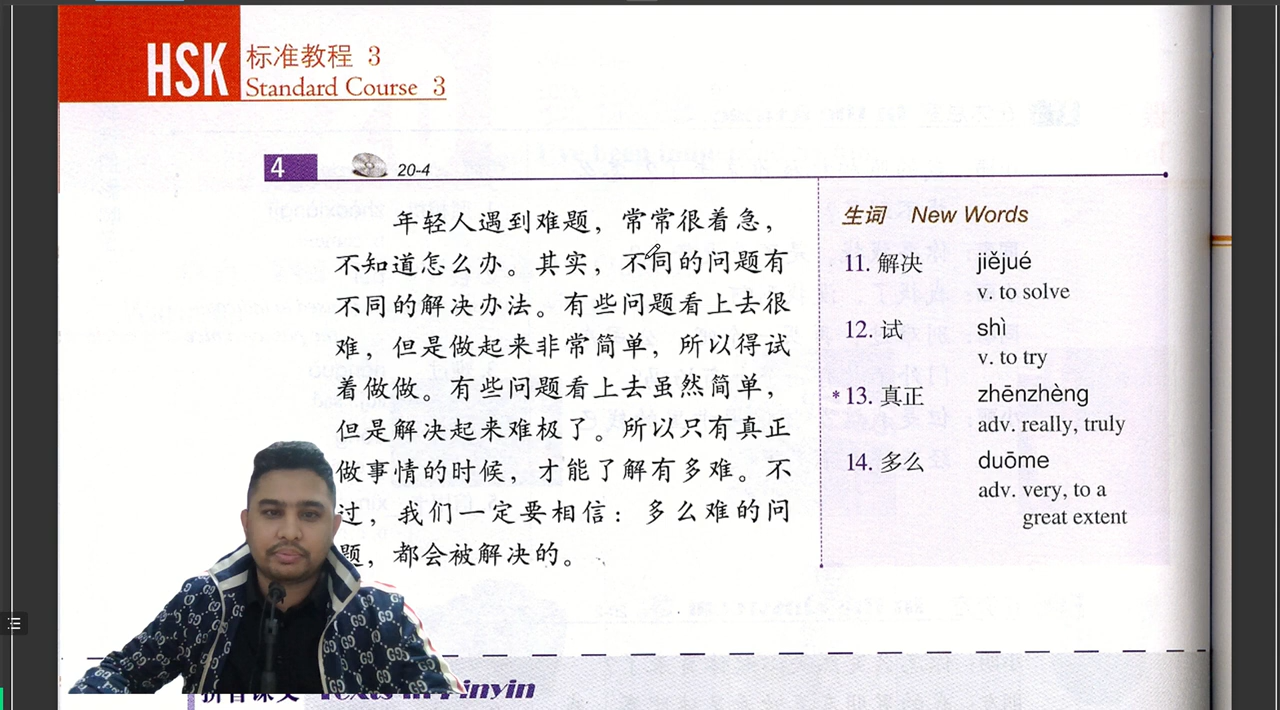 HSK 标准教程 3
Standard Course 3
4 20-4
年轻人遇到难题，常常很着急，
不知道怎么办。其实，不同的问题有
不同的解决办法。有些问题看上去很
难，但是做起来非常简单，所以得试
着做做。有些问题看上去虽然简单，
但是解决起来难极了。所以只有真正
做事情的时候，才能了解有多难。不
过，我们一定要相信：多么难的问
题，都会被解决的。
生词 New Words
11. 解决 jiějué
v. to solve
12. 试 shì
v. to try
*13. 真正 zhēnzhèng
adv. really, truly
14. 多么 duōme
adv. very, to a
great extent
拼音课文 Texts in Pinyin